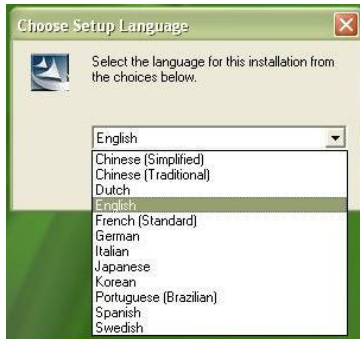 Choose Setup Language
Select the language for this installation from
the choices below.
English
Chinese (Simplified)
Chinese (Traditional)
Dutch
English
French (Standard)
German
Italian
Japanese
Korean
Portuguese (Brazilian)
Spanish
Swedish